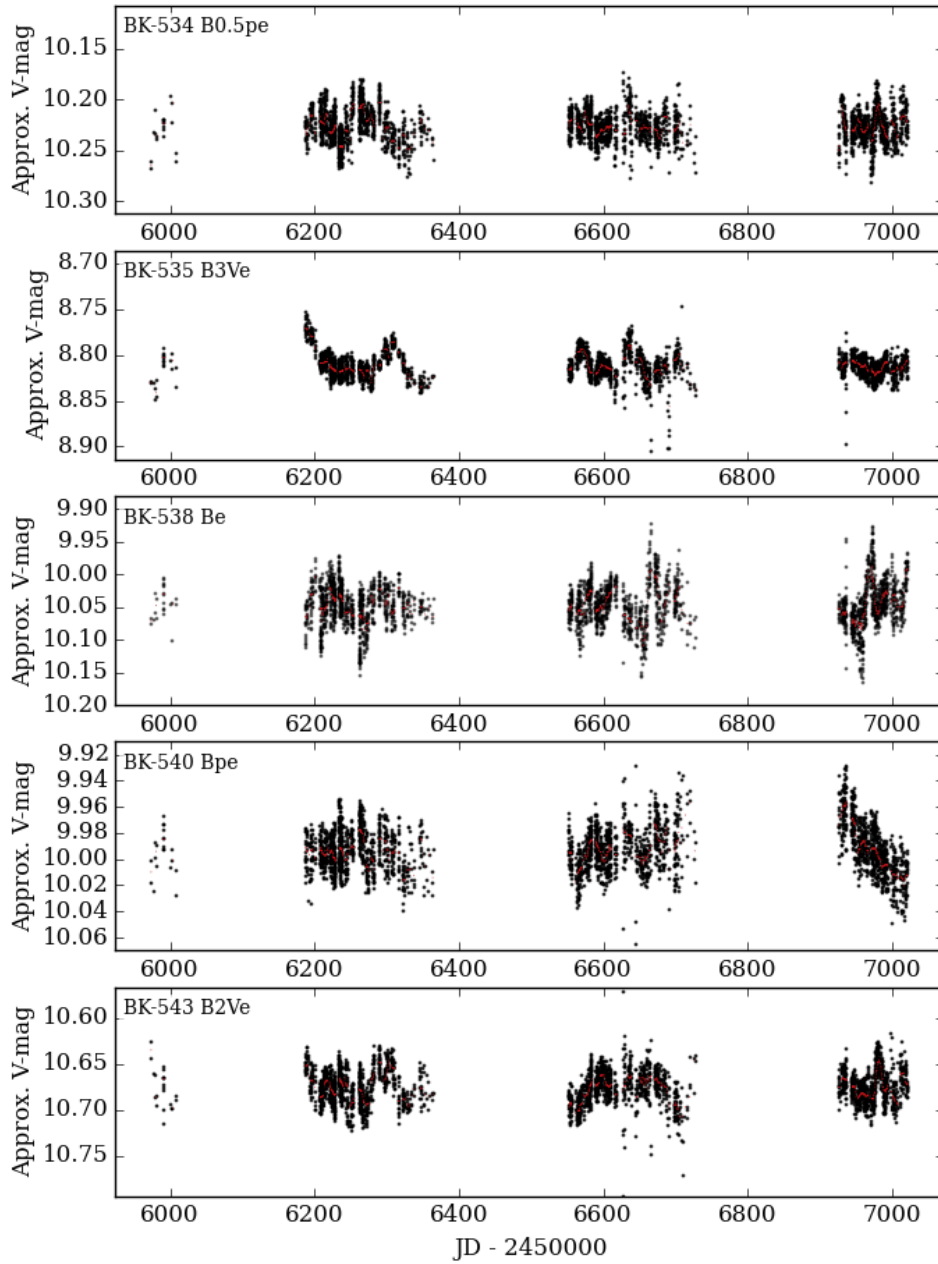 BK-534 B0.5pe
Approx. V-mag
10.15
10.20
10.25
10.30
6000 6200 6400 6600 6800 7000
BK-535 B3Ve
Approx. V-mag
8.70
8.75
8.80
8.85
8.90
6000 6200 6400 6600 6800 7000
BK-538 Be
Approx. V-mag
9.90
9.95
10.00
10.05
10.10
10.15
10.20
6000 6200 6400 6600 6800 7000
BK-540 Bpe
Approx. V-mag
9.92
9.94
9.96
9.98
10.00
10.02
10.04
10.06
6000 6200 6400 6600 6800 7000
BK-543 B2Ve
Approx. V-mag
10.60
10.65
10.70
10.75
6000 6200 6400 6600 6800 7000
JD - 2450000